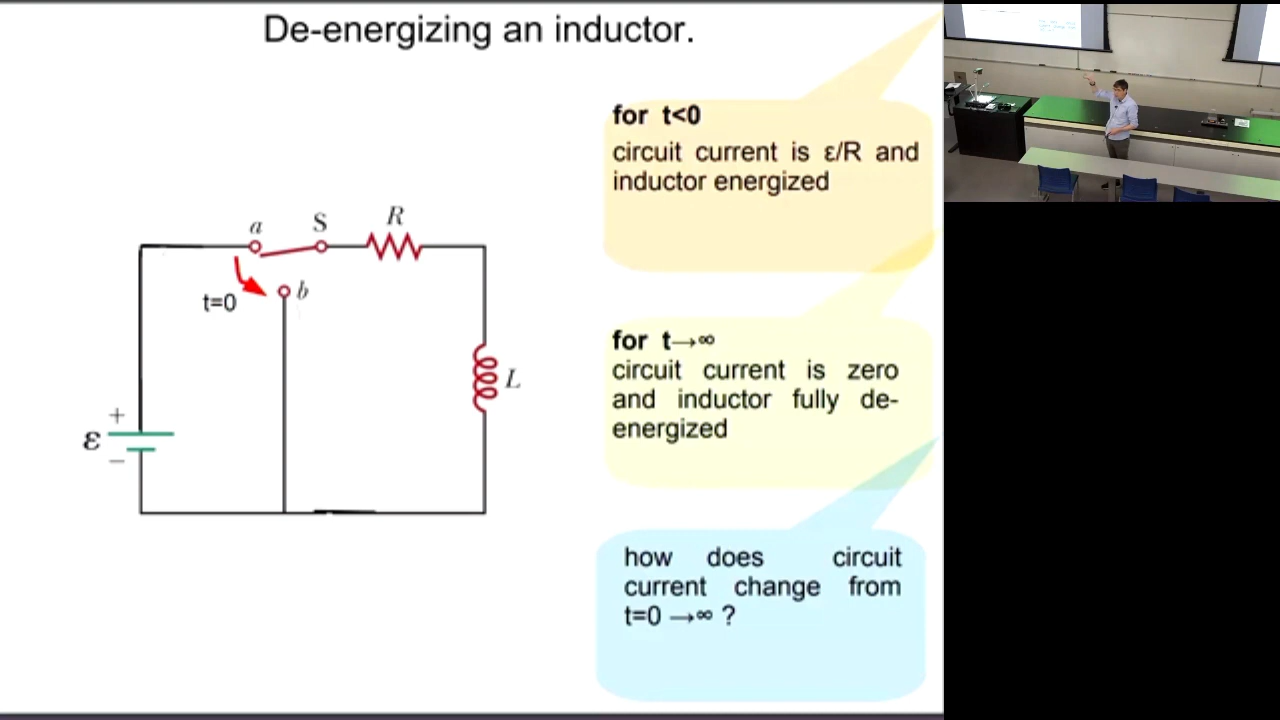 De-energizing an inductor.
for t<0
circuit current is ε/R and
inductor energized
a
S
R
t=0
b
for t→∞
circuit current is zero
and inductor fully de-
energized
L
+
ε
−
how does circuit
current change from
t=0 →∞ ?